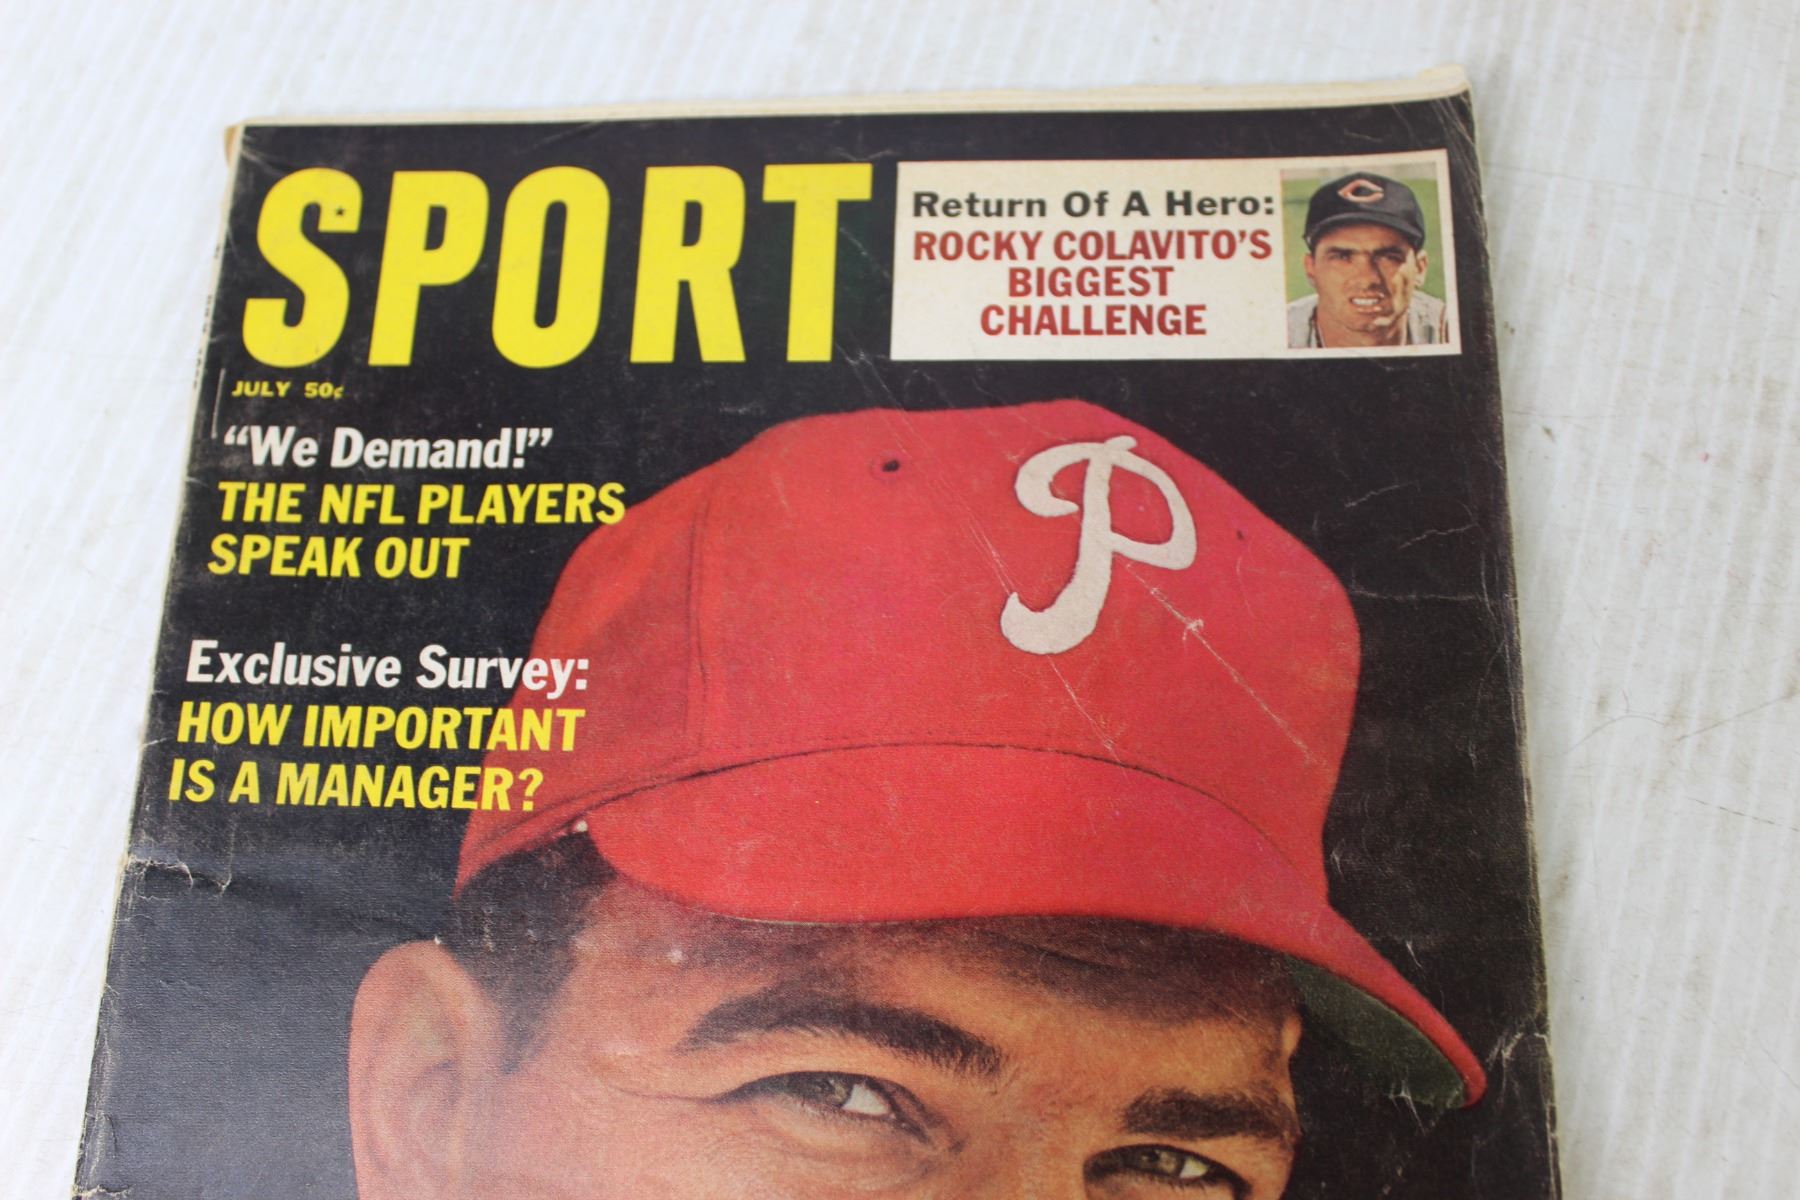 SPORT
Return Of A Hero:
ROCKY COLAVITO'S
BIGGEST
CHALLENGE
C
JULY 50¢
"We Demand!"
THE NFL PLAYERS
SPEAK OUT
P
Exclusive Survey:
HOW IMPORTANT
IS A MANAGER?